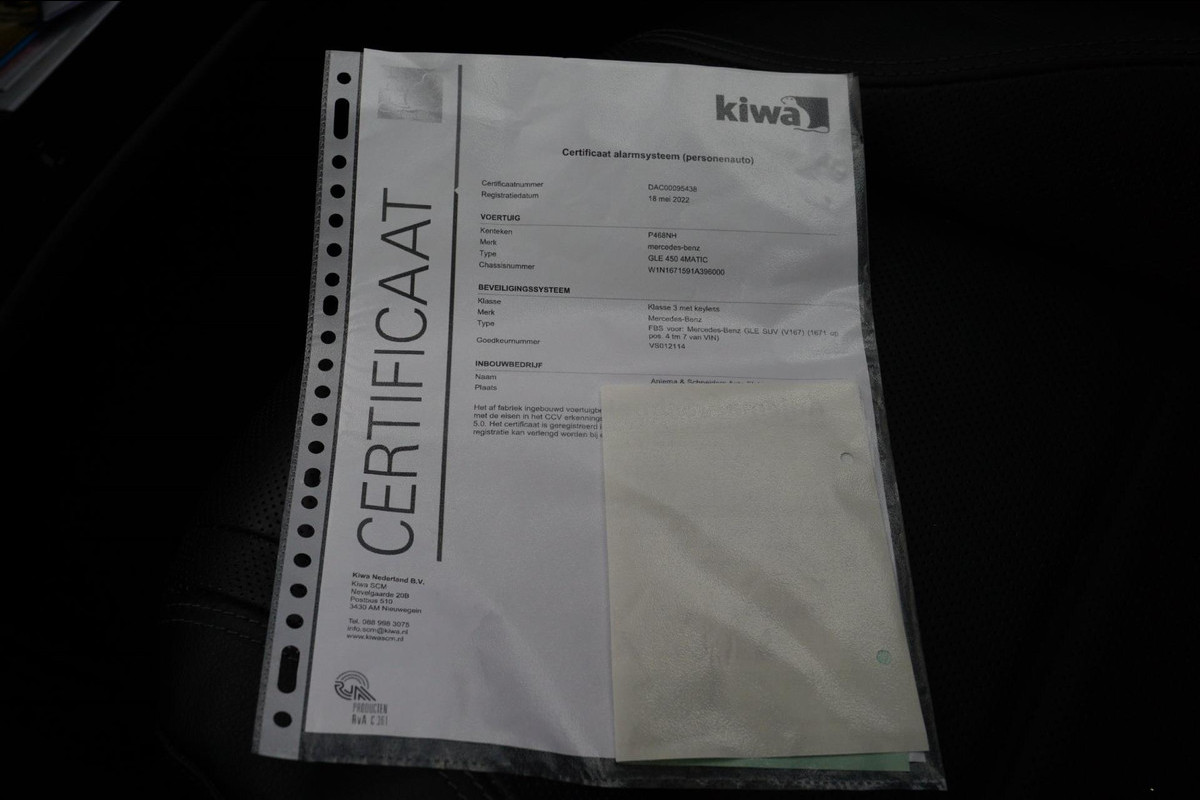 kiwa
Certificaat alarmsysteem (personenauto)
Certificaatnummer DAC00095438
Registratiedatum 18 mei 2022
VOERTUIG
Kenteken P468NH
Merk mercedes-benz
Type GLE 450 4MATIC
Chassisnummer W1N1671591A396000
BEVEILIGINGSSYSTEEM
Klasse Klasse 3 met keyless
Merk Mercedes-Benz
Type FBS voor: Mercedes-Benz GLE SUV (V167) (1671 op
pos. 4 tm 7 van VIN)
Goedkeurnummer VS012114
INBOUWBEDRIJF
Naam
Plaats
Het af fabriek ingebouwd
met de eisen in het CCV
5.0. Het certificaat is geregistreerd
registratie kan verlengd worden bij
CERTIFICAAT
Kiwa Nederland B.V.
Kiwa SCM
Nevelgaarde 20B
Postbus 510
3430 AM Nieuwegein
Tel. 088 998 3075
info.scm@kiwa.nl
www.kiwascm.nl
PRODUCTEN
RvA C 361